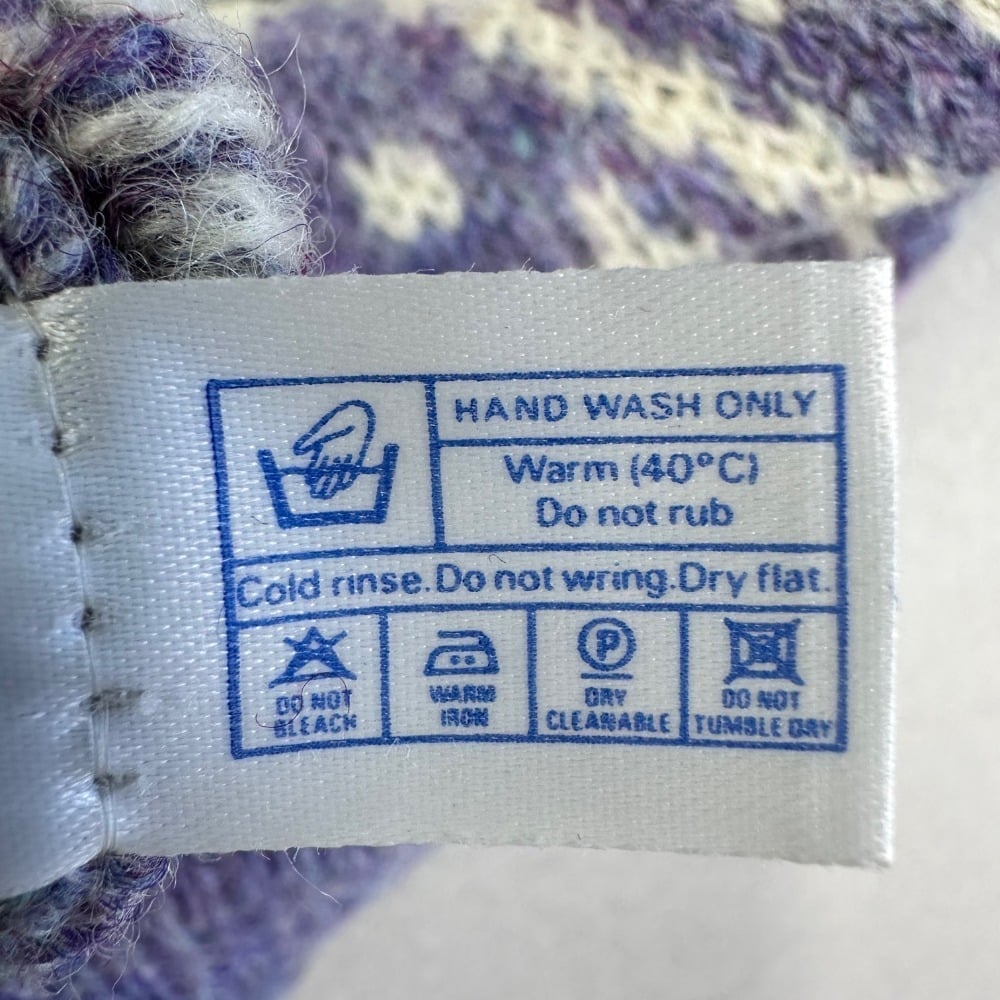 HAND WASH ONLY
Warm (40°C)
Do not rub
Cold rinse.Do not wring.Dry flat.
DO NOT
BLEACH
WARM
IRON
P
DRY
CLEANABLE
DO NOT
TUMBLE DRY